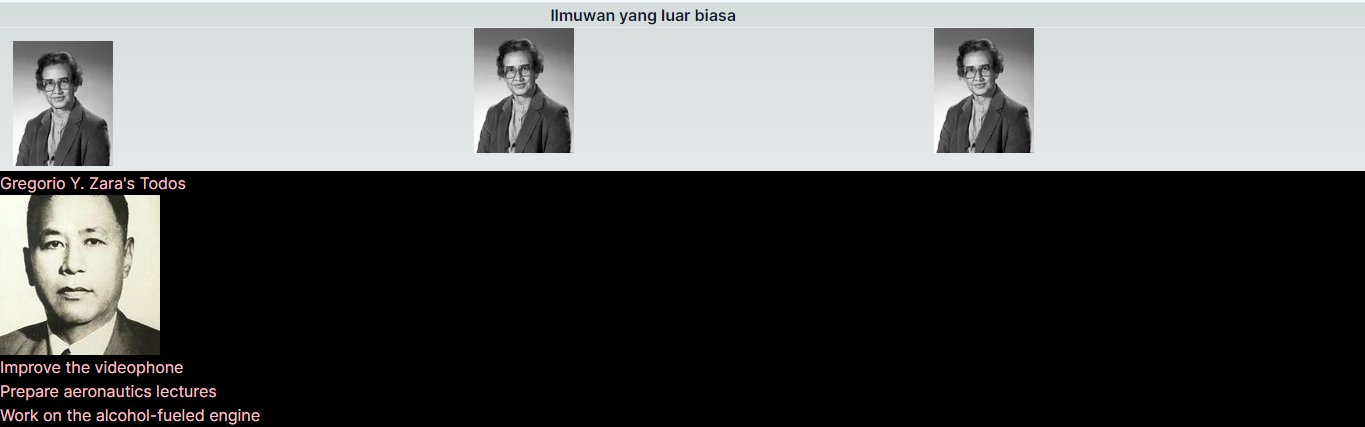 Ilmuwan yang luar biasa
Gregorio Y. Zara's Todos
Improve the videophone
Prepare aeronautics lectures
Work on the alcohol-fueled engine